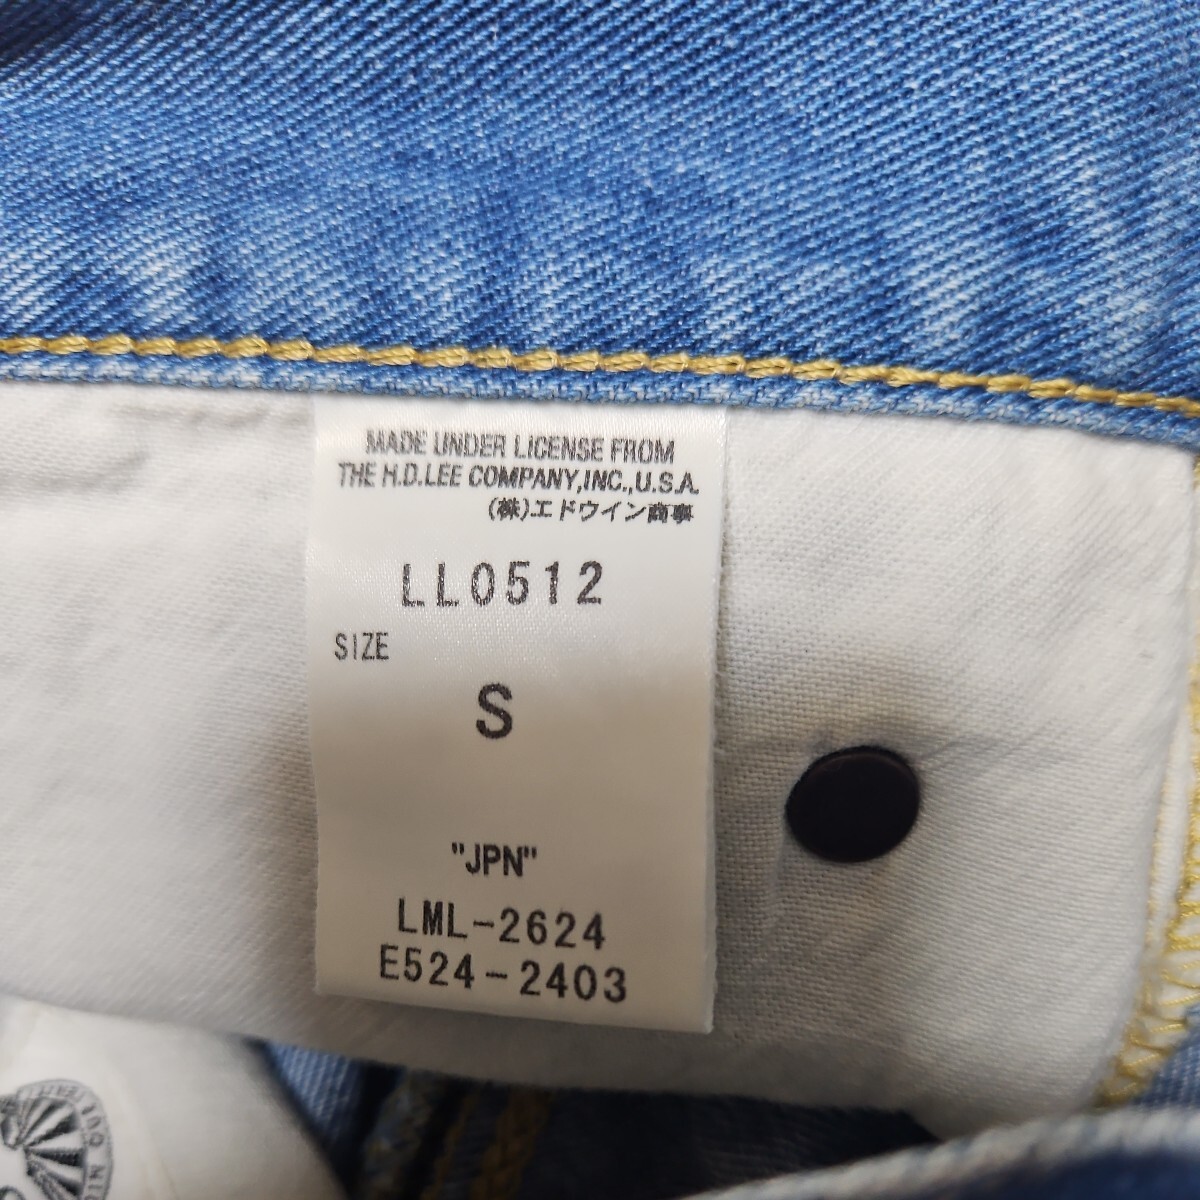 MADE UNDER LICENSE FROM
THE H.D.LEE COMPANY,INC.,U.S.A.
(株)エドウイン商事
LL0512
SIZE
S
"JPN"
LML-2624
E524-2403